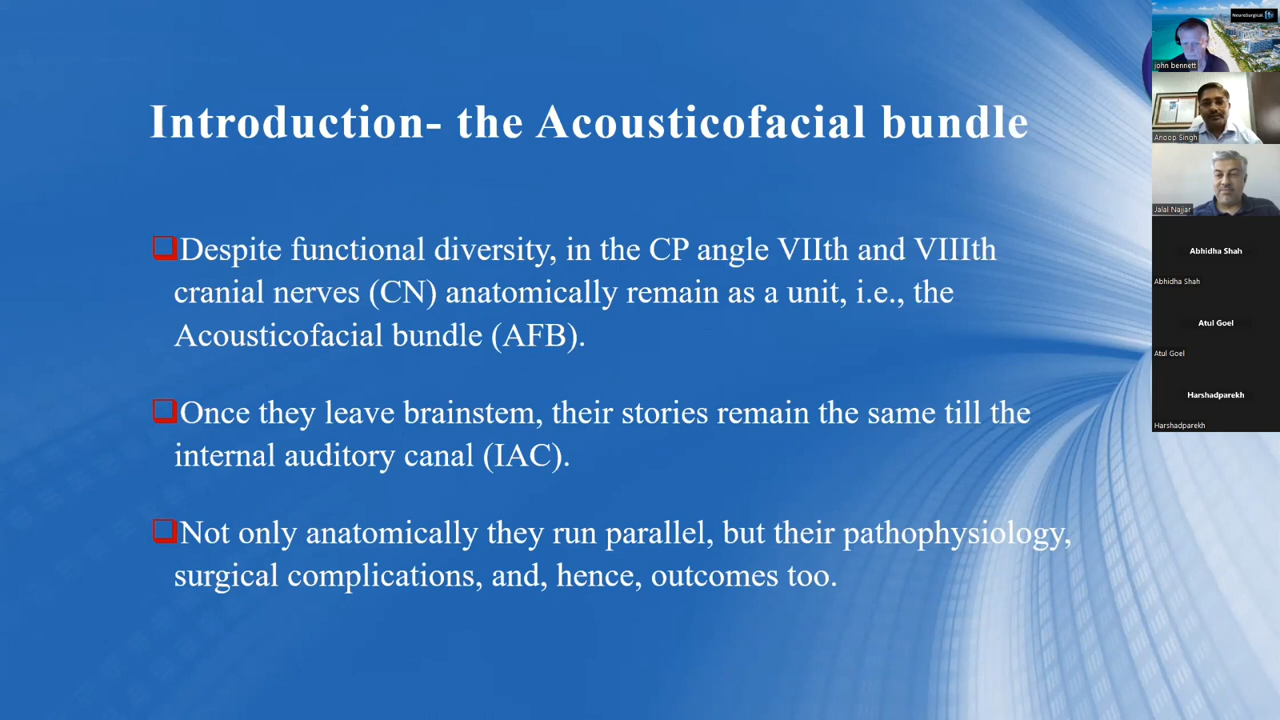 Introduction- the Acousticofacial bundle
Despite functional diversity, in the CP angle VIIth and VIIIth
cranial nerves (CN) anatomically remain as a unit, i.e., the
Acousticofacial bundle (AFB).
Once they leave brainstem, their stories remain the same till the
internal auditory canal (IAC).
Not only anatomically they run parallel, but their pathophysiology,
surgical complications, and, hence, outcomes too.
NeuroSurgical TV
john bennett
Anoop Singh
Jalal Najjar
Abhidha Shah
Abhidha Shah
Atul Goel
Atul Goel
Harshadparekh
Harshadparekh